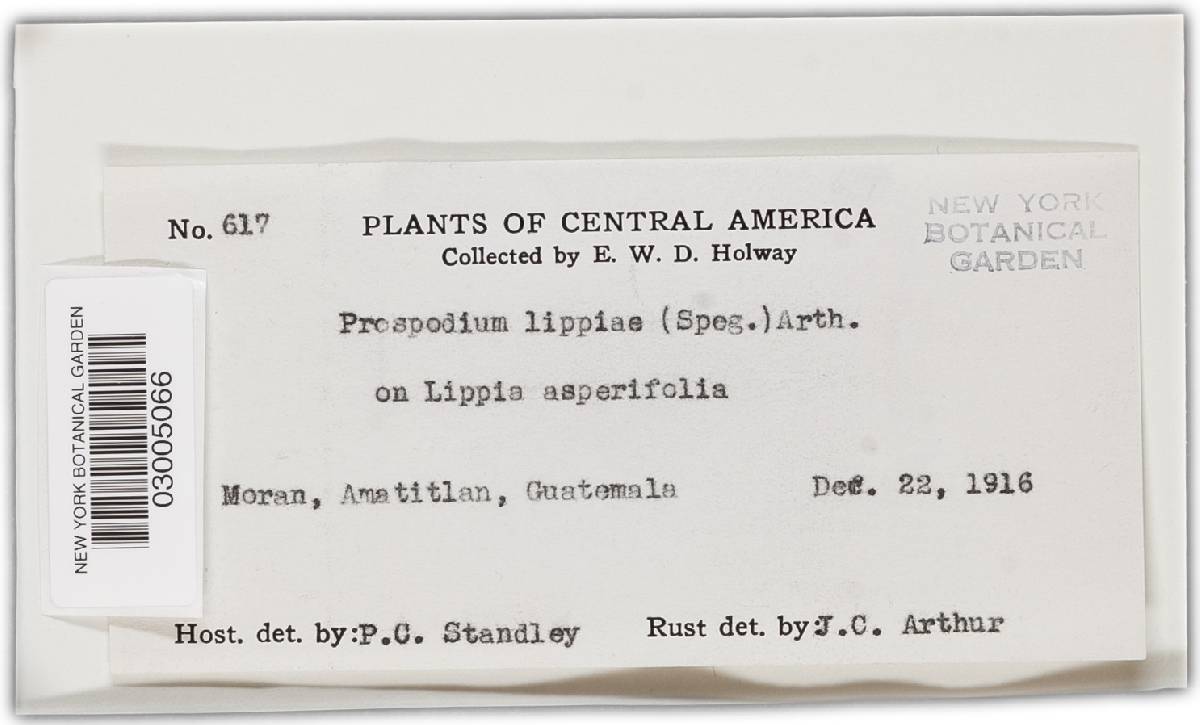 No. 617
PLANTS OF CENTRAL AMERICA
Collected by E. W. D. Holway
NEW YORK
BOTANICAL
GARDEN
Prospodium lippiae (Speg.) Arth.
on Lippia asperifolia
Moran, Amatitlan, Guatemala
Dec. 22, 1916
Host. det. by: P.C. Standley
Rust det. by: J.C. Arthur
NEW YORK BOTANICAL GARDEN
03005066